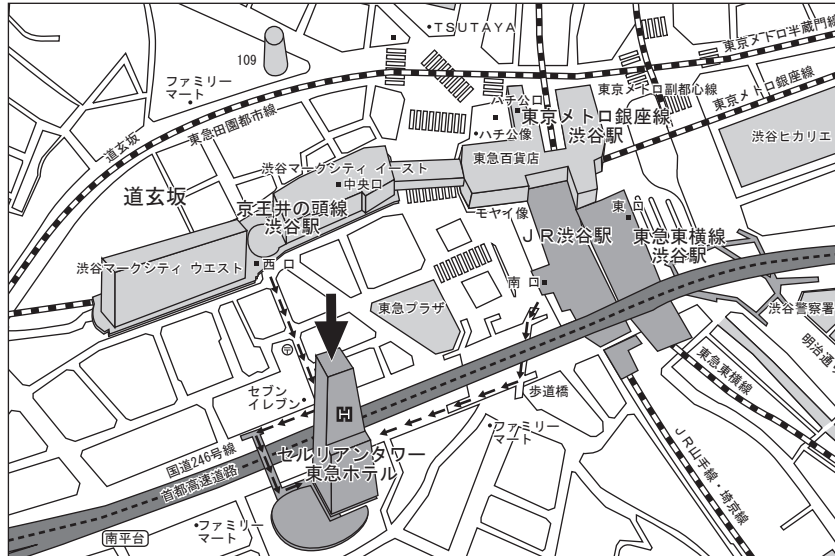 TSUTAYA
109
ファミリー
マート
東京メトロ半蔵門線
東京メトロ副都心線
東京メトロ銀座線
ハチ公口
東京メトロ銀座線
渋谷駅
ハチ公像
渋谷ヒカリエ
道玄坂
東急田園都市線
渋谷マークシティ イースト
中央口
東急百貨店
道玄坂
京王井の頭線
渋谷駅
モヤイ像
東口
JR渋谷駅
東急東横線
渋谷駅
渋谷マークシティ ウエスト
西口
南口
東急プラザ
渋谷警察署
明治通り
東急東横線
セブン
イレブン
歩道橋
H
ファミリー
マート
国道246号線
首都高速道路
セルリアンタワー
東急ホテル
JR山手線・埼京線
南平台
ファミリー
マート